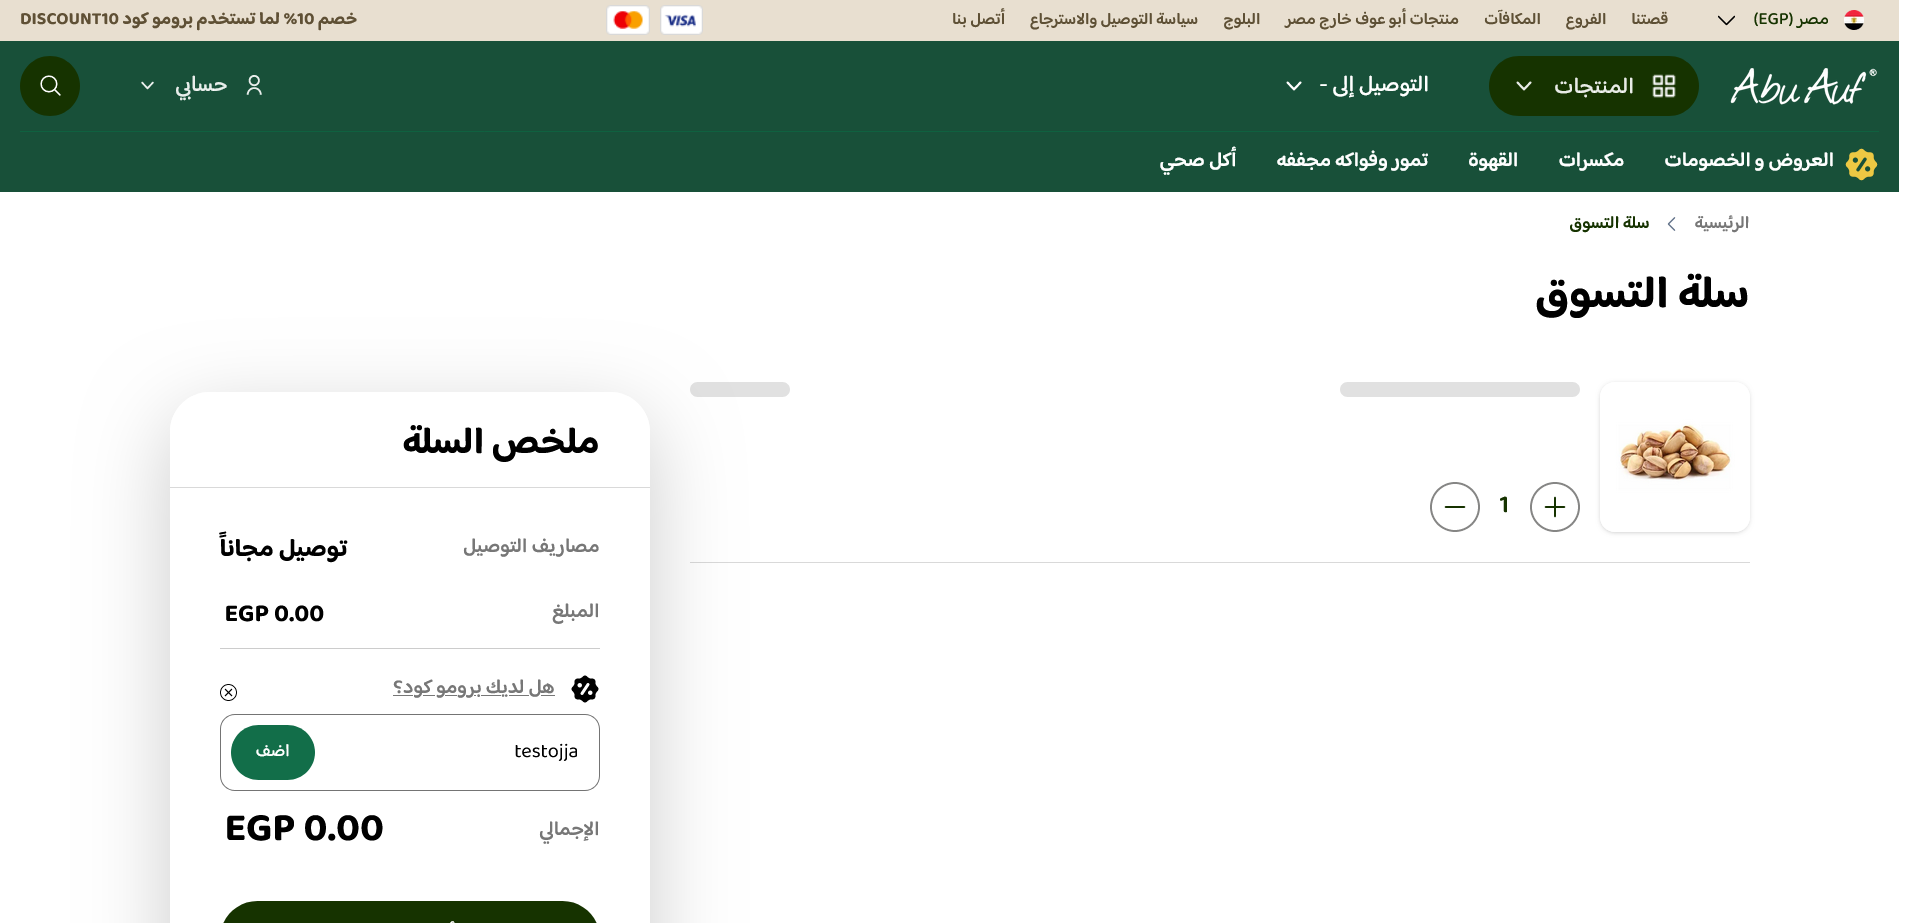 مصر (EGP)
قصتنا
الفروع
المكافآت
منتجات أبو عوف خارج مصر
البلوج
سياسة التوصيل والاسترجاع
أتصل بنا
VISA
خصم 10% لما تستخدم برومو كود DISCOUNT10
Abu Auf®
المنتجات
التوصيل إلى -
حسابي
العروض و الخصومات
مكسرات
القهوة
تمور وفواكه مجففه
أكل صحي
الرئيسية
سلة التسوق
سلة التسوق
1
ملخص السلة
مصاريف التوصيل
توصيل مجاناً
المبلغ
EGP 0.00
هل لديك برومو كود؟
testojja
اضف
الإجمالي
EGP 0.00